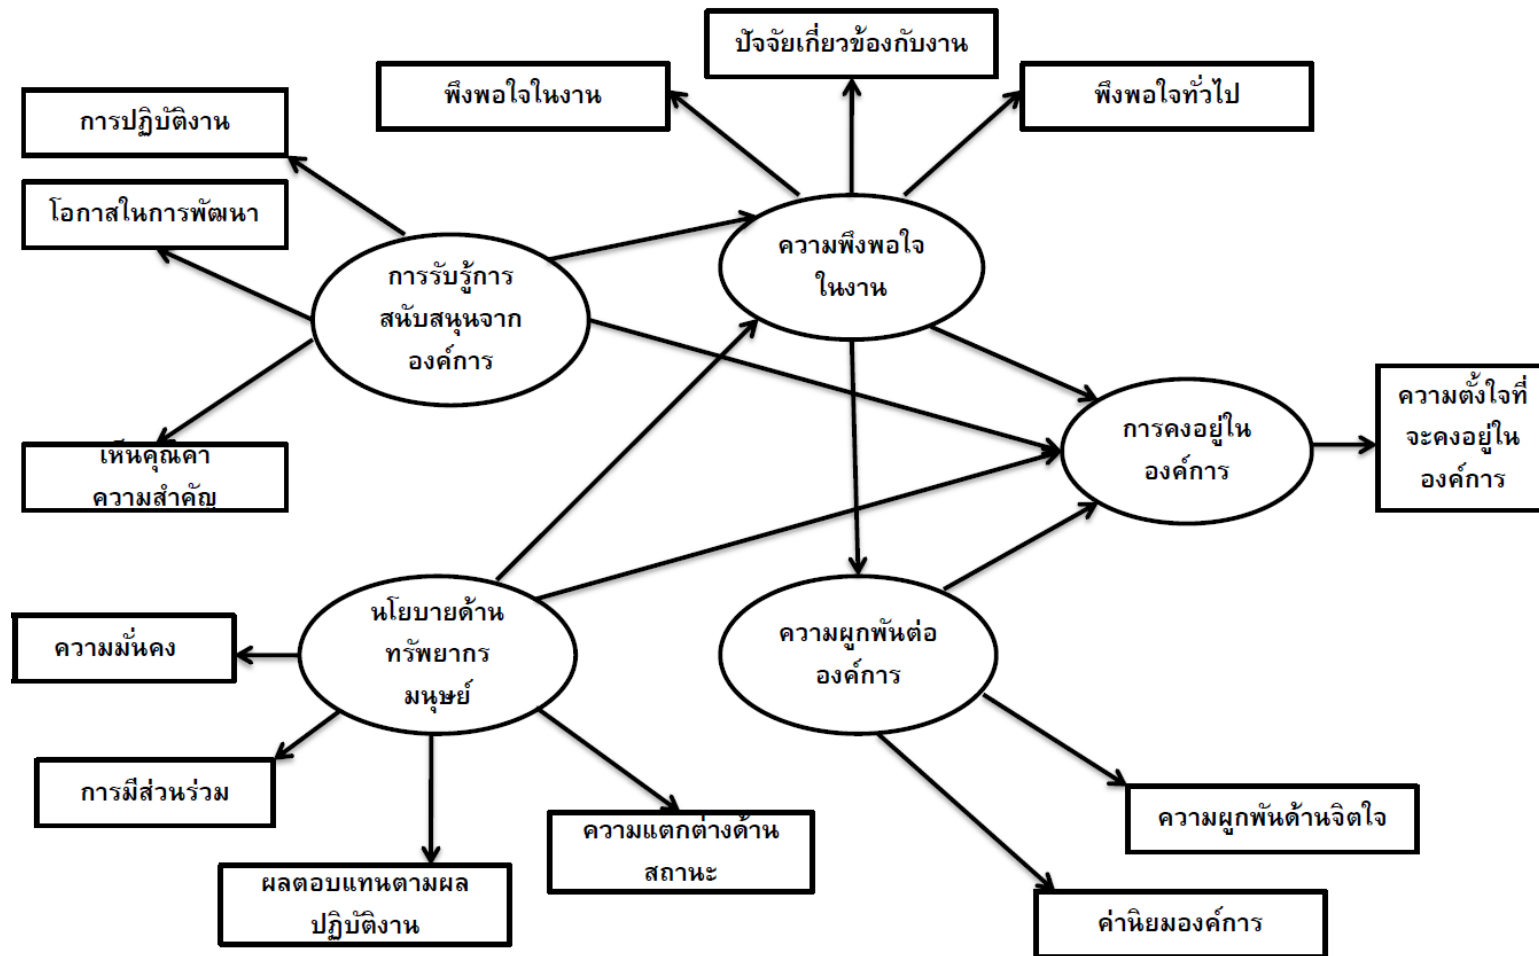 ปัจจัยเกี่ยวข้องกับงาน
พึงพอใจในงาน
พึงพอใจทั่วไป
การปฏิบัติงาน
โอกาสในการพัฒนา
การรับรู้การ
สนับสนุนจาก
องค์การ
ความพึงพอใจ
ในงาน
เห็นคุณคา
ความสำคัญ
การคงอยู่ใน
องค์การ
ความตั้งใจที่
จะคงอยู่ใน
องค์การ
นโยบายด้าน
ทรัพยากร
มนุษย์
ความผูกพันต่อ
องค์การ
ความมั่นคง
การมีส่วนร่วม
ผลตอบแทนตามผล
ปฏิบัติงาน
ความแตกต่างด้าน
สถานะ
ความผูกพันด้านจิตใจ
ค่านิยมองค์การ